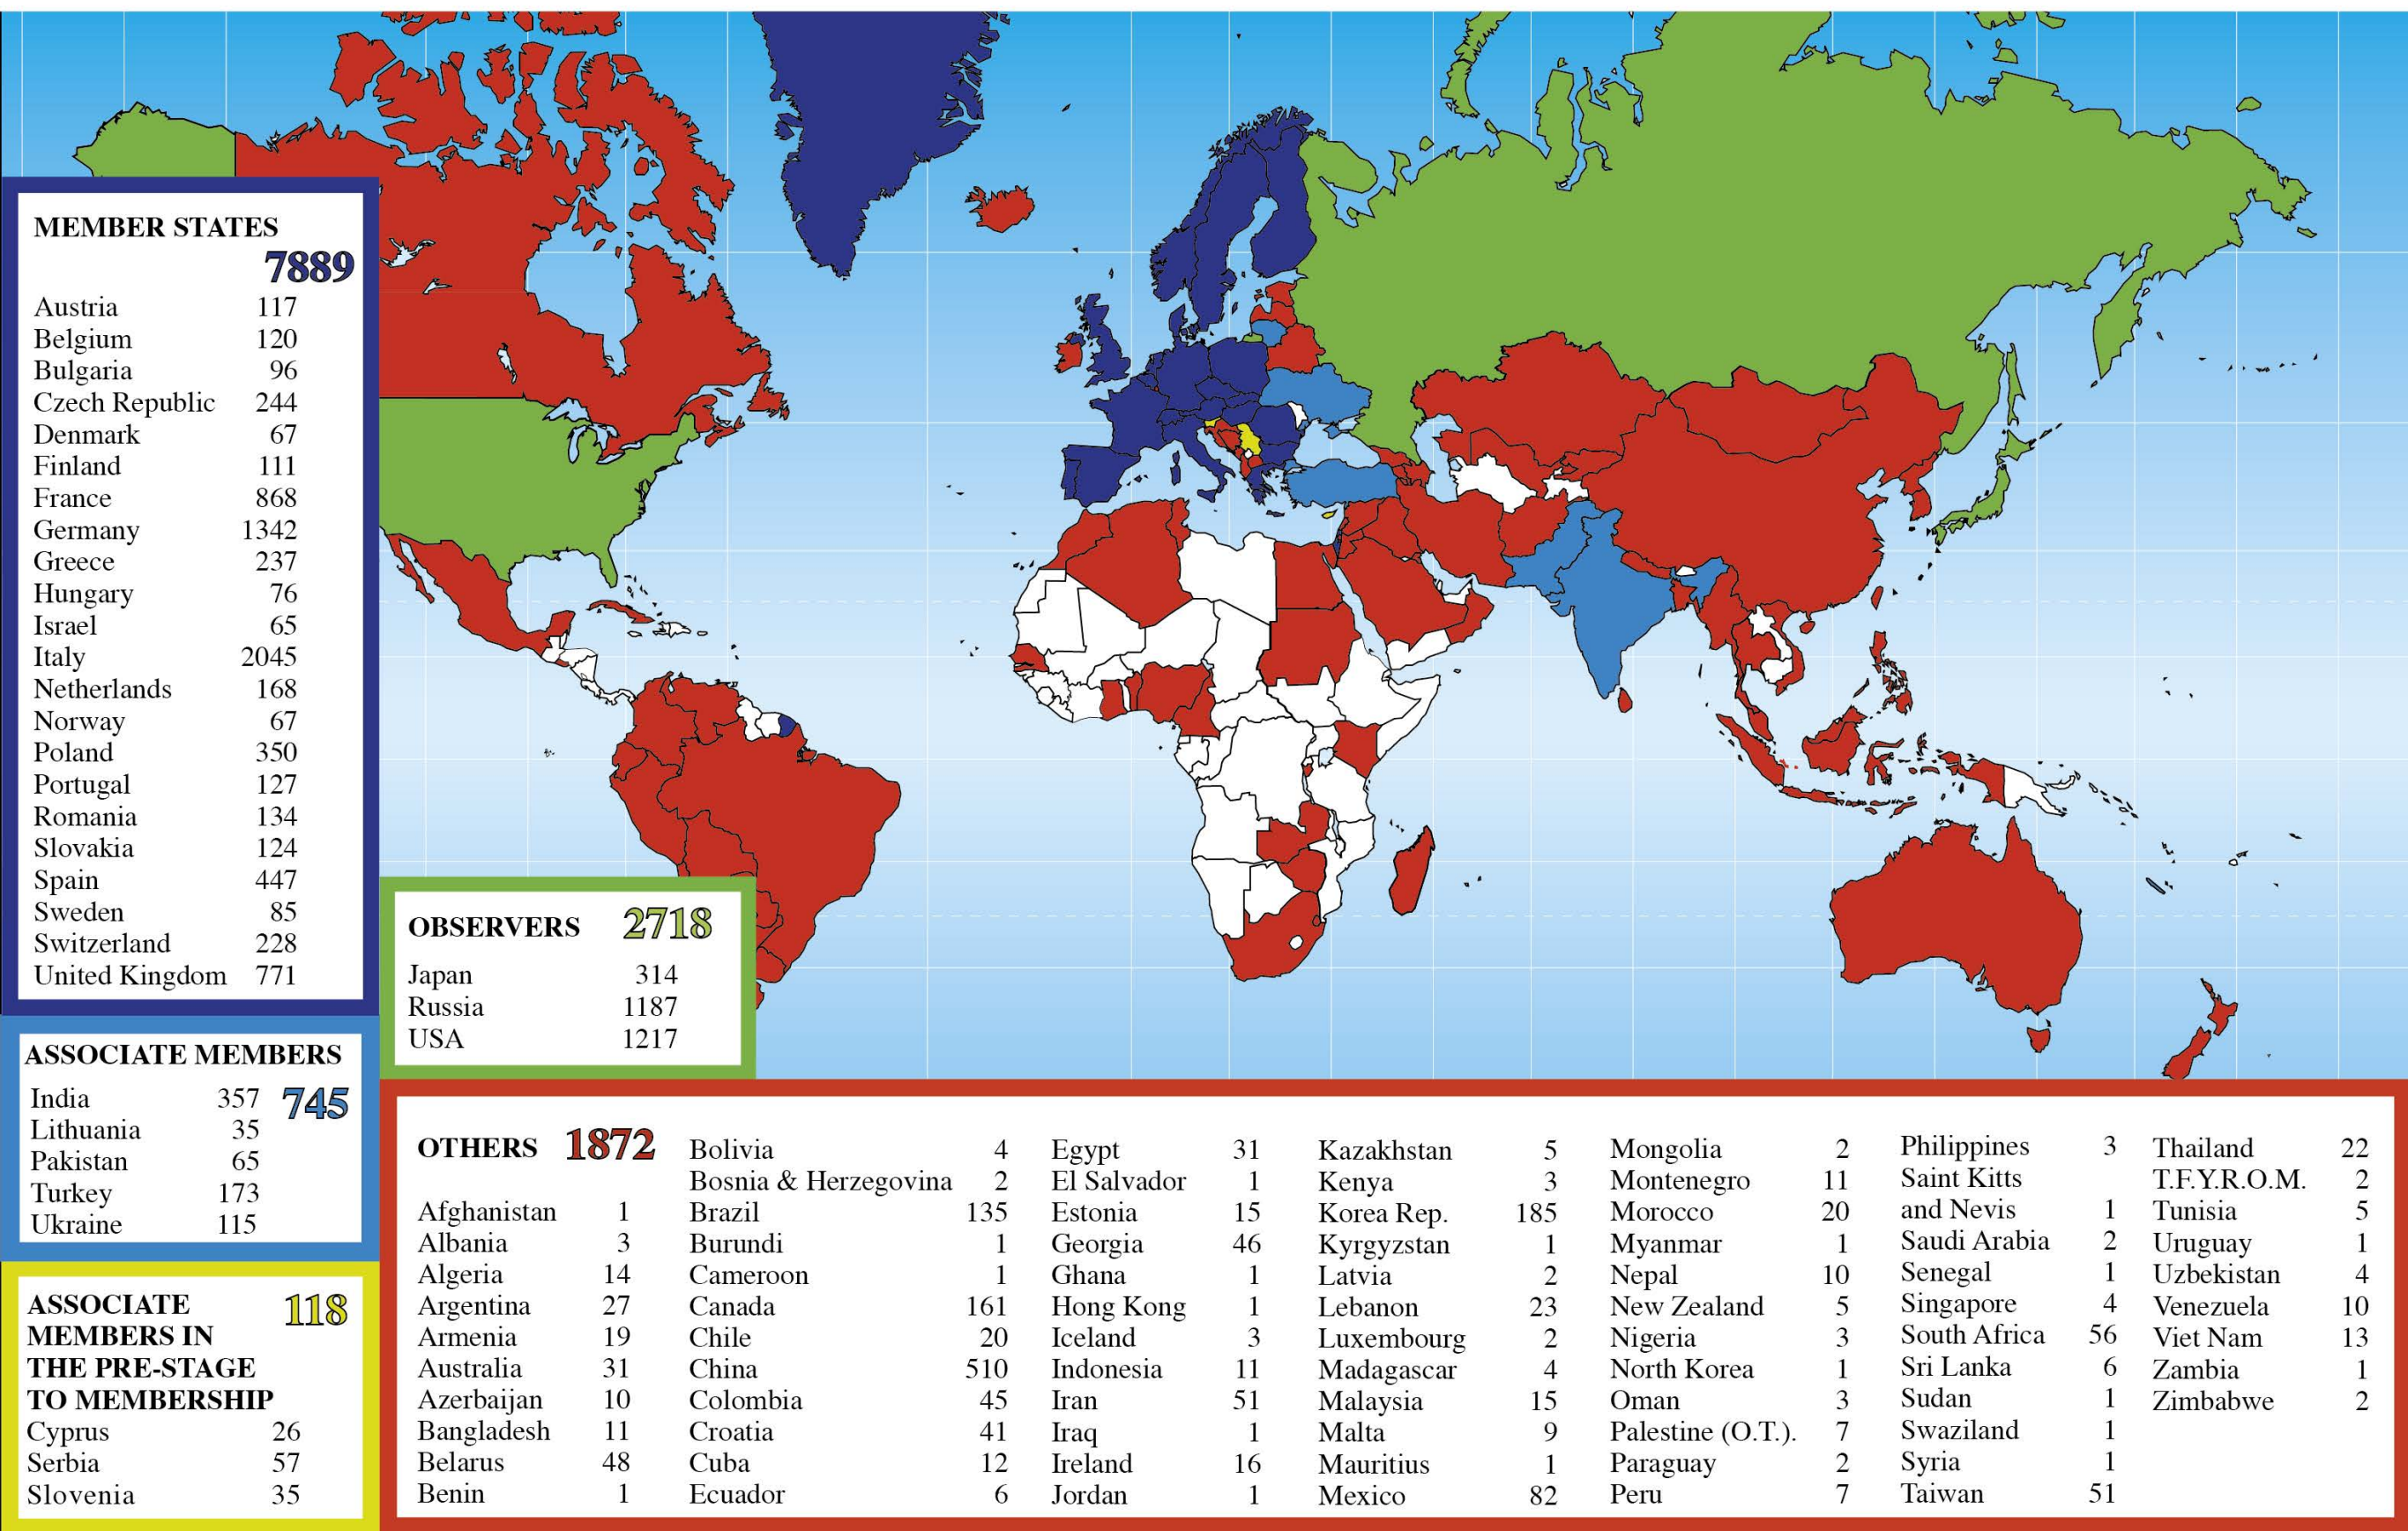 MEMBER STATES
7889
Austria 117
Belgium 120
Bulgaria 96
Czech Republic 244
Denmark 67
Finland 111
France 868
Germany 1342
Greece 237
Hungary 76
Israel 65
Italy 2045
Netherlands 168
Norway 67
Poland 350
Portugal 127
Romania 134
Slovakia 124
Spain 447
Sweden 85
Switzerland 228
United Kingdom 771
ASSOCIATE MEMBERS
745
India 357
Lithuania 35
Pakistan 65
Turkey 173
Ukraine 115
ASSOCIATE 118
MEMBERS IN
THE PRE-STAGE
TO MEMBERSHIP
Cyprus 26
Serbia 57
Slovenia 35
OBSERVERS 2718
Japan 314
Russia 1187
USA 1217
OTHERS 1872
Afghanistan 1
Albania 3
Algeria 14
Argentina 27
Armenia 19
Australia 31
Azerbaijan 10
Bangladesh 11
Belarus 48
Benin 1
Bolivia 4
Bosnia & Herzegovina 2
Brazil 135
Burundi 1
Cameroon 1
Canada 161
Chile 20
China 510
Colombia 45
Croatia 41
Cuba 12
Ecuador 6
Egypt 31
El Salvador 1
Estonia 15
Georgia 46
Ghana 1
Hong Kong 1
Iceland 3
Indonesia 11
Iran 51
Iraq 1
Ireland 16
Jordan 1
Kazakhstan 5
Kenya 3
Korea Rep. 185
Kyrgyzstan 1
Latvia 2
Lebanon 23
Luxembourg 2
Madagascar 4
Malaysia 15
Malta 9
Mauritius 1
Mexico 82
Mongolia 2
Montenegro 11
Morocco 20
Myanmar 1
Nepal 10
New Zealand 5
Nigeria 3
North Korea 1
Oman 3
Palestine (O.T.). 7
Paraguay 2
Peru 7
Philippines 3
Saint Kitts
and Nevis 1
Saudi Arabia 2
Senegal 1
Singapore 4
South Africa 56
Sri Lanka 6
Sudan 1
Swaziland 1
Syria 1
Taiwan 51
Thailand 22
T.F.Y.R.O.M. 2
Tunisia 5
Uruguay 1
Uzbekistan 4
Venezuela 10
Viet Nam 13
Zambia 1
Zimbabwe 2